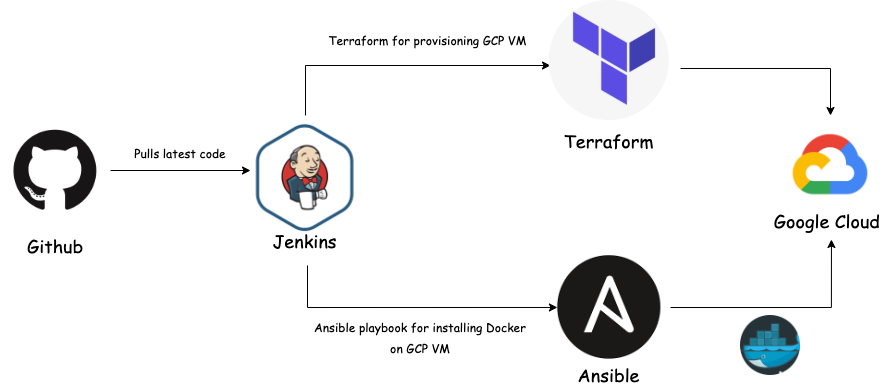 Terraform for provisioning GCP VM
Terraform
Pulls latest code
Github
Jenkins
Google Cloud
Ansible playbook for installing Docker
on GCP VM
Ansible